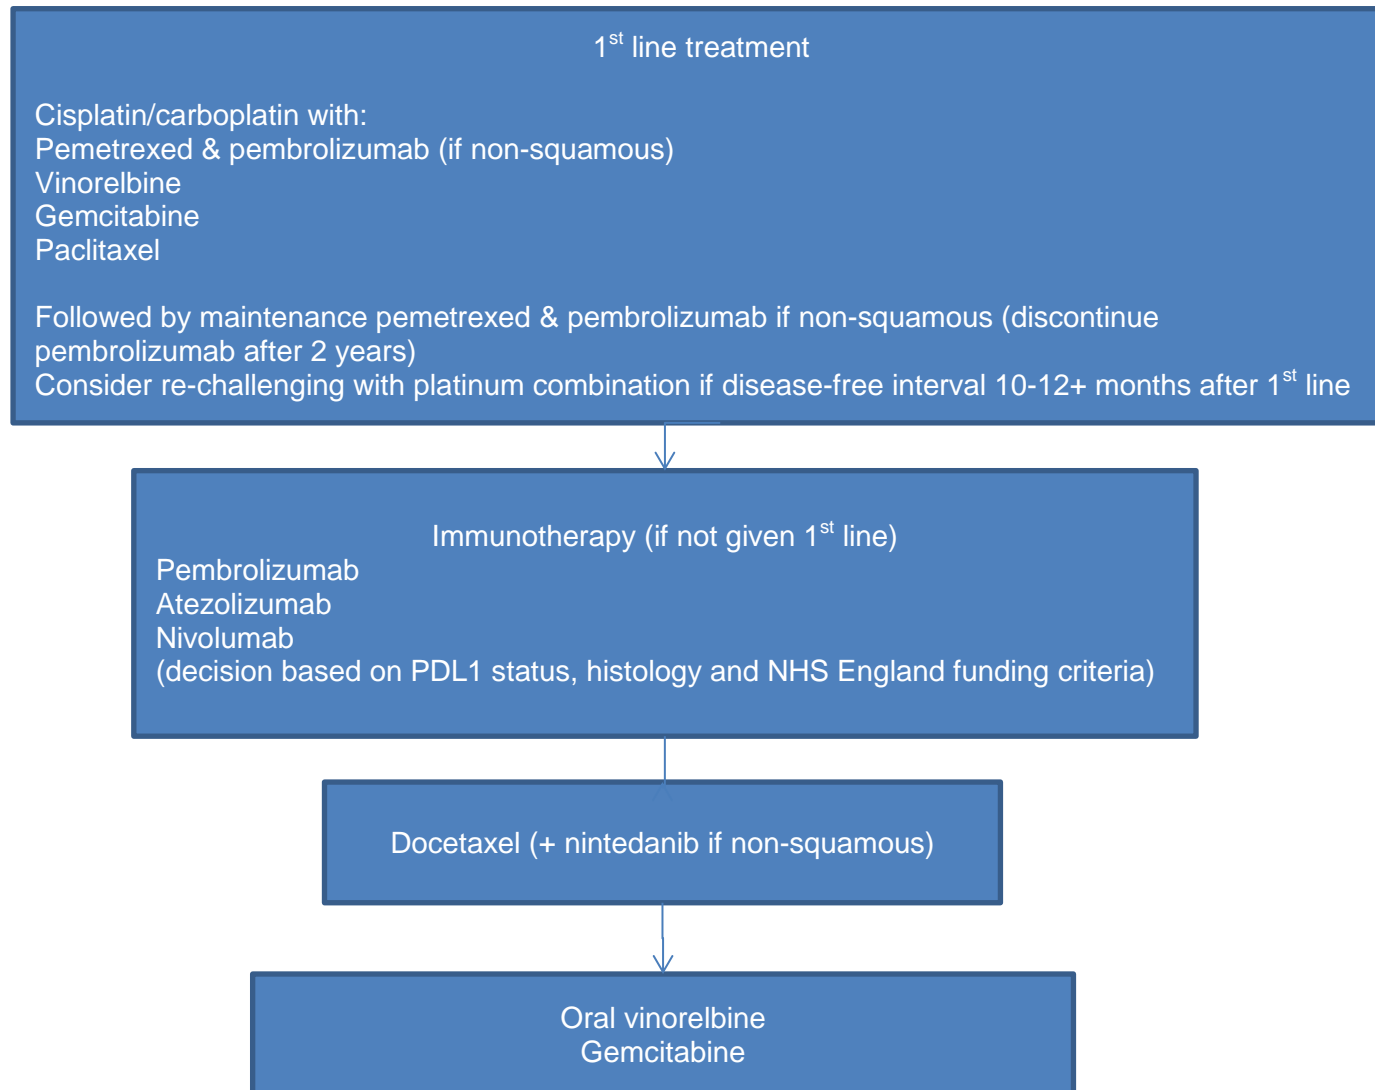 1st line treatment
Cisplatin/carboplatin with:
Pemetrexed & pembrolizumab (if non-squamous)
Vinorelbine
Gemcitabine
Paclitaxel
Followed by maintenance pemetrexed & pembrolizumab if non-squamous (discontinue
pembrolizumab after 2 years)
Consider re-challenging with platinum combination if disease-free interval 10-12+ months after 1st line
Immunotherapy (if not given 1st line)
Pembrolizumab
Atezolizumab
Nivolumab
(decision based on PDL1 status, histology and NHS England funding criteria)
Docetaxel (+ nintedanib if non-squamous)
Oral vinorelbine
Gemcitabine